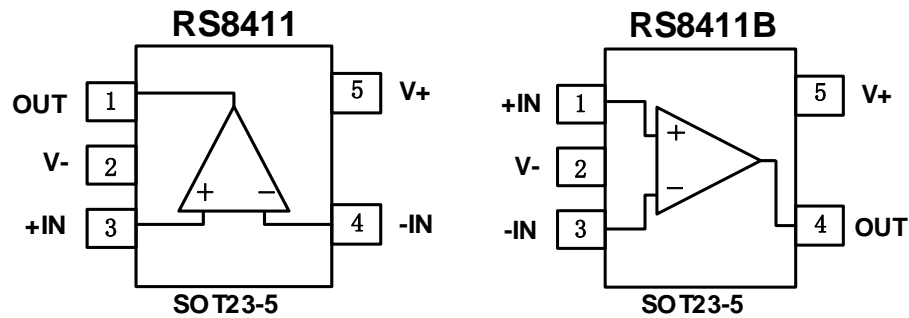 RS8411
OUT 1 5 V+
V- 2
+ −
+IN 3 4 -IN
SOT23-5
RS8411B
+IN 1 5 V+
+
V- 2
−
-IN 3 4 OUT
SOT23-5